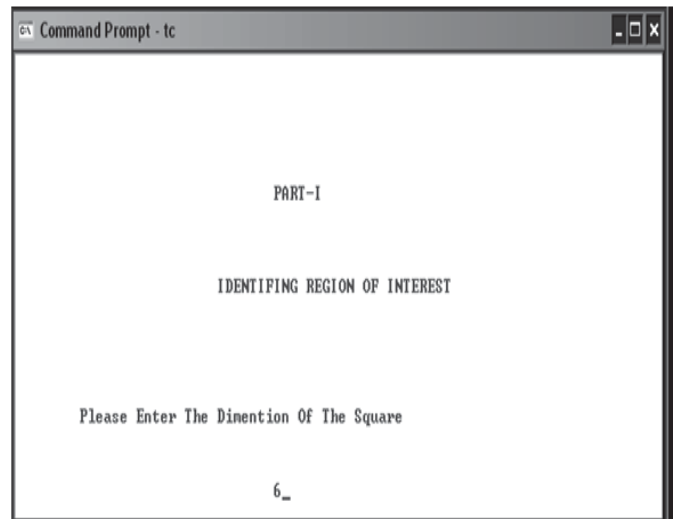 Command Prompt - tc
PART-I
IDENTIFING REGION OF INTEREST
Please Enter The Dimention Of The Square
6_